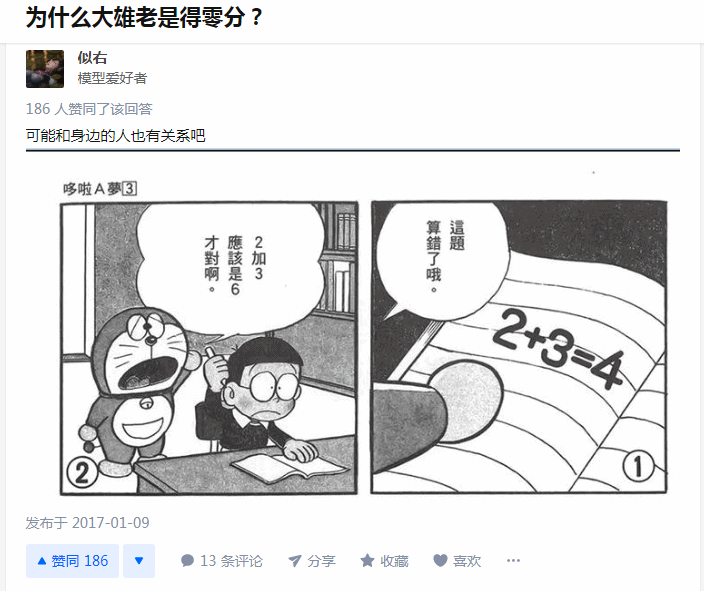 为什么大雄老是得零分？
似右
模型爱好者
186 人赞同了该回答
可能和身边的人也有关系吧
哆啦A夢3
這題
算錯了哦。
2+3=4
1
2加3
應該是6
才對啊。
2
发布于 2017-01-09
赞同 186
13 条评论
分享
收藏
喜欢